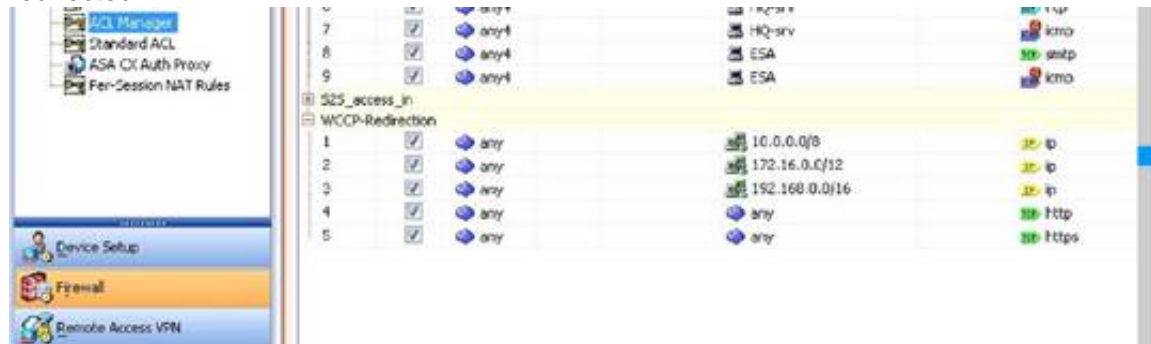 ACL Manager
Standard ACL
ASA CX Auth Proxy
Per-Session NAT Rules
Device Setup
Firewall
Remote Access VPN
7 any4 HQ-srv icmp
8 any4 ESA smtp
9 any4 ESA icmp
S2S_access_in
WCCP-Redirection
1 any 10.0.0.0/8 ip
2 any 172.16.0.0/12 ip
3 any 192.168.0.0/16 ip
4 any any http
5 any any https